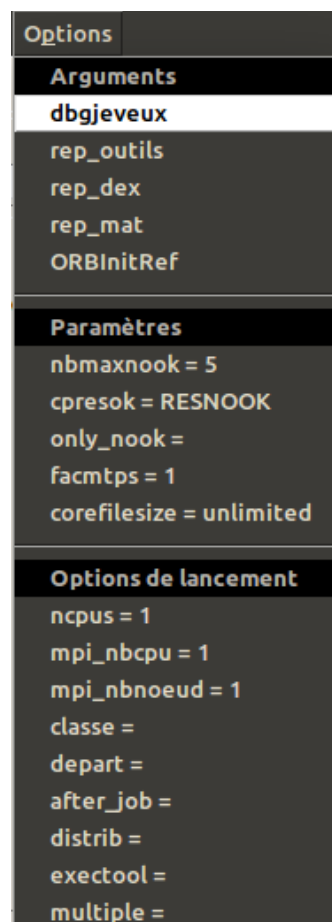 Options
Arguments
dbgjeveux
rep_outils
rep_dex
rep_mat
ORBInitRef
Paramètres
nbmaxnook = 5
cpresok = RESNOOK
only_nook =
facmtps = 1
corefilesize = unlimited
Options de lancement
ncpus = 1
mpi_nbcpu = 1
mpi_nbnoeud = 1
classe =
depart =
after_job =
distrib =
exectool =
multiple =